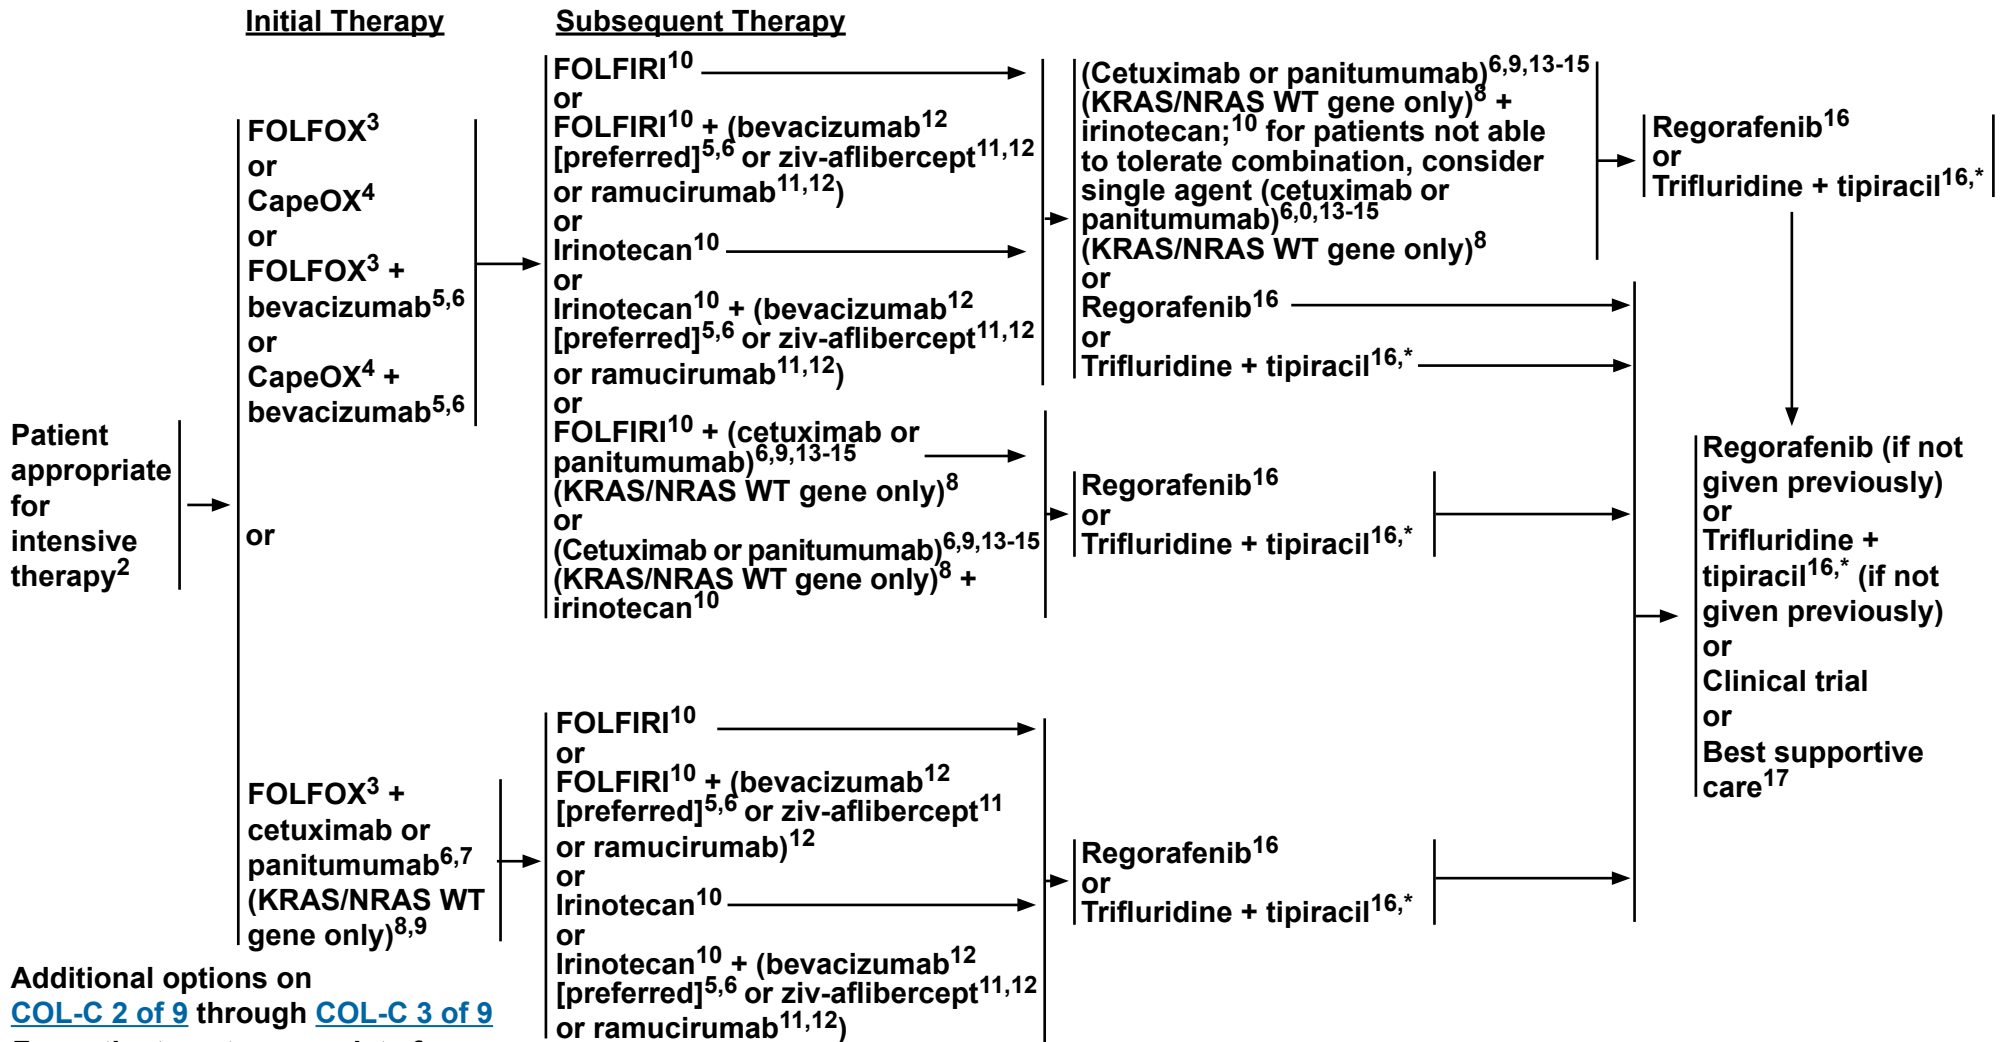 Initial Therapy
Subsequent Therapy
Patient
appropriate
for
intensive
therapy2
FOLFOX3
or
CapeOX4
or
FOLFOX3 +
bevacizumab5,6
or
CapeOX4 +
bevacizumab5,6
or
FOLFOX3 +
cetuximab or
panitumumab6,7
(KRAS/NRAS WT
gene only)8,9
FOLFIRI10
or
FOLFIRI10 + (bevacizumab12
[preferred]5,6 or ziv-aflibercept11,12
or ramucirumab11,12)
or
Irinotecan10
or
Irinotecan10 + (bevacizumab12
[preferred]5,6 or ziv-aflibercept11,12
or ramucirumab11,12)
or
FOLFIRI10 + (cetuximab or
panitumumab)6,9,13-15
(KRAS/NRAS WT gene only)8
or
(Cetuximab or panitumumab)6,9,13-15
(KRAS/NRAS WT gene only)8 +
irinotecan10
FOLFIRI10
or
FOLFIRI10 + (bevacizumab12
[preferred]5,6 or ziv-aflibercept11
or ramucirumab)12
or
Irinotecan10
or
Irinotecan10 + (bevacizumab12
[preferred]5,6 or ziv-aflibercept11,12
or ramucirumab11,12)
(Cetuximab or panitumumab)6,9,13-15
(KRAS/NRAS WT gene only)8 +
irinotecan;10 for patients not able
to tolerate combination, consider
single agent (cetuximab or
panitumumab)6,0,13-15
(KRAS/NRAS WT gene only)8
or
Regorafenib16
or
Trifluridine + tipiracil16,*
Regorafenib16
or
Trifluridine + tipiracil16,*
Regorafenib16
or
Trifluridine + tipiracil16,*
Regorafenib16
or
Trifluridine + tipiracil16,*
Regorafenib (if not
given previously)
or
Trifluridine +
tipiracil16,* (if not
given previously)
or
Clinical trial
or
Best supportive
care17
Additional options on
COL-C 2 of 9 through COL-C 3 of 9